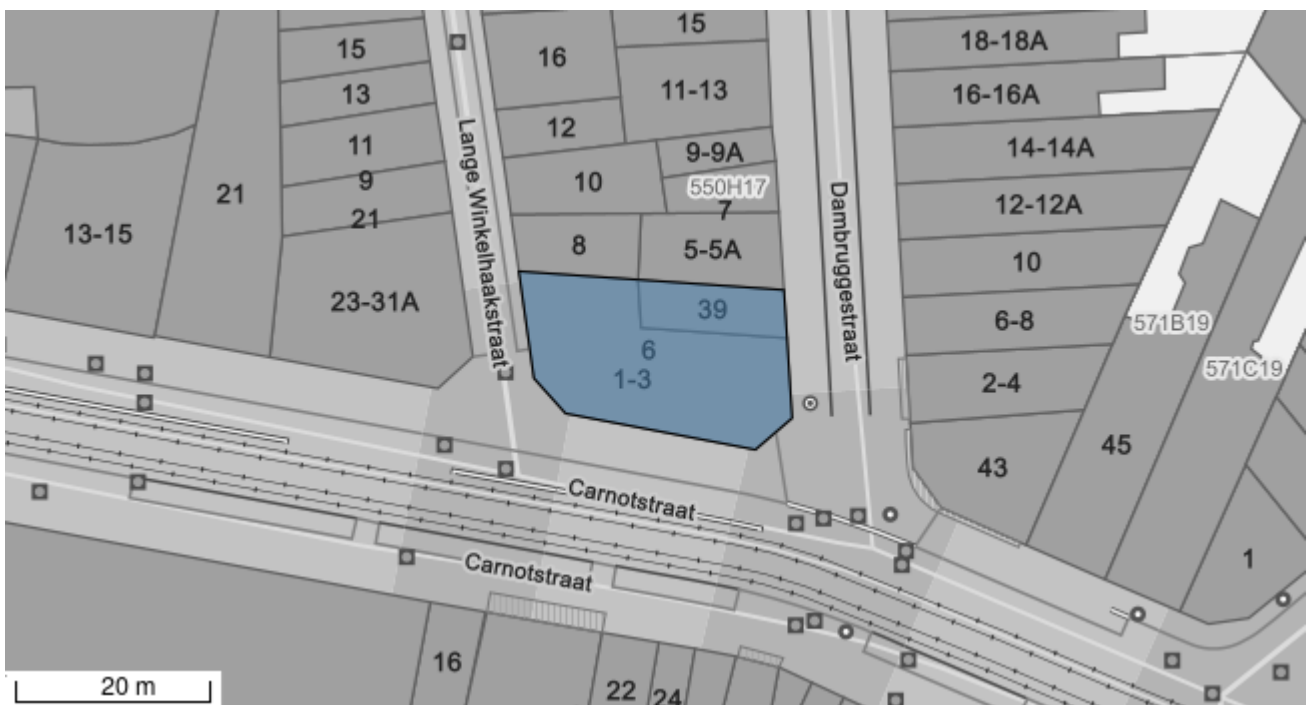 15
16
15
18-18A
13
11-13
16-16A
12
11
9-9A
14-14A
9
10
550H17
21
7
12-12A
21
Lange Winkelhaakstraat
Dambruggestraat
13-15
8
5-5A
10
23-31A
39
6-8
571B19
6
1-3
2-4
571C19
43
45
Carnotstraat
Carnotstraat
1
16
22
24
20 m